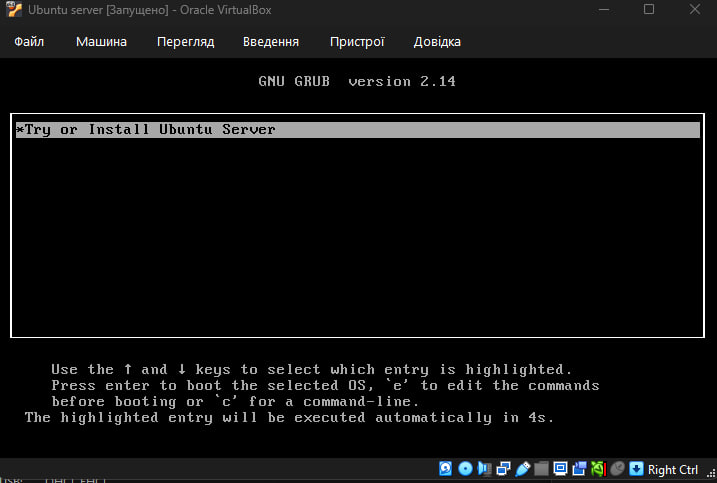 Ubuntu server [Запущено] - Oracle VirtualBox
Файл Машина Перегляд Введення Пристрої Довідка
GNU GRUB version 2.14
*Try or Install Ubuntu Server
Use the ↑ and ↓ keys to select which entry is highlighted.
Press enter to boot the selected OS, `e' to edit the commands
before booting or `c' for a command-line.
The highlighted entry will be executed automatically in 4s.
Right Ctrl